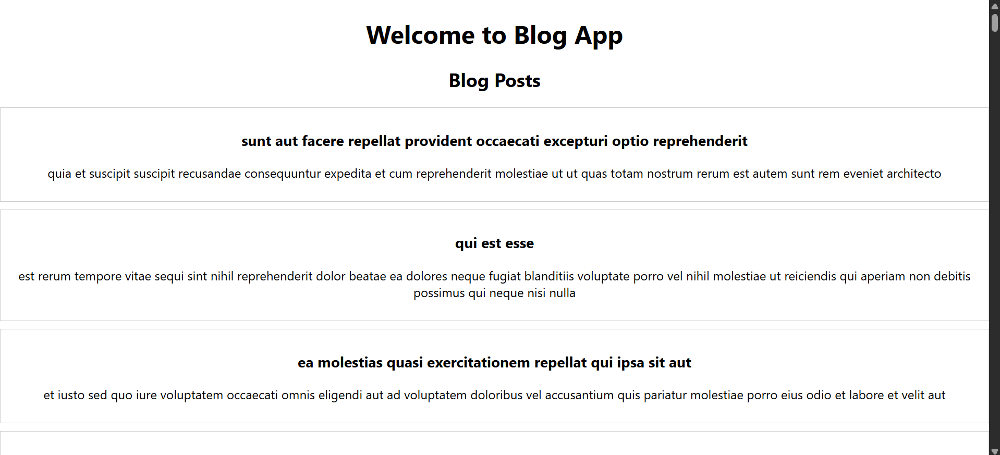 Welcome to Blog App
Blog Posts
sunt aut facere repellat provident occaecati excepturi optio reprehenderit
quia et suscipit suscipit recusandae consequuntur expedita et cum reprehenderit molestiae ut ut quas totam nostrum rerum est autem sunt rem eveniet architecto
qui est esse
est rerum tempore vitae sequi sint nihil reprehenderit dolor beatae ea dolores neque fugiat blanditiis voluptate porro vel nihil molestiae ut reiciendis qui aperiam non debitis
possimus qui neque nisi nulla
ea molestias quasi exercitationem repellat qui ipsa sit aut
et iusto sed quo iure voluptatem occaecati omnis eligendi aut ad voluptatem doloribus vel accusantium quis pariatur molestiae porro eius odio et labore et velit aut